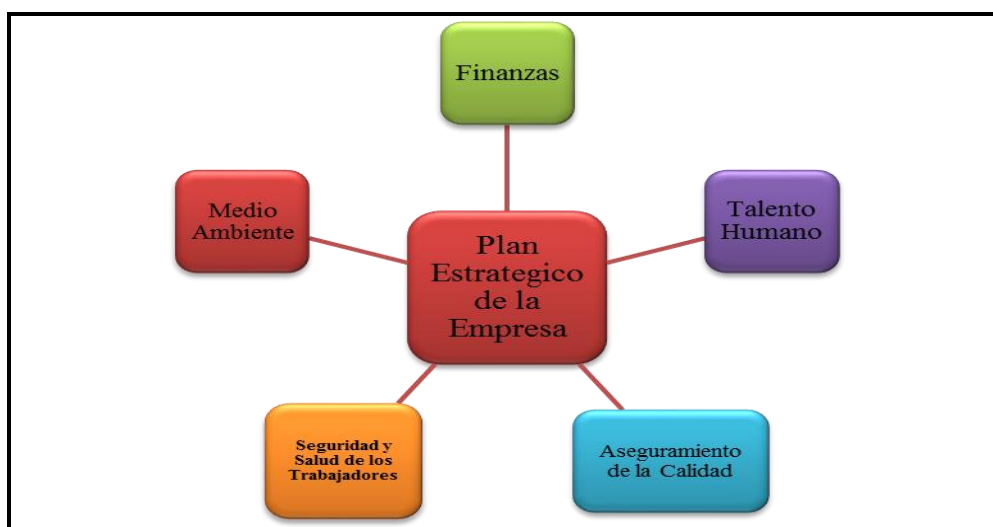 Finanzas
Medio
Ambiente
Talento
Humano
Plan
Estrategico
de la
Empresa
Seguridad y
Salud de los
Trabajadores
Aseguramiento
de la Calidad